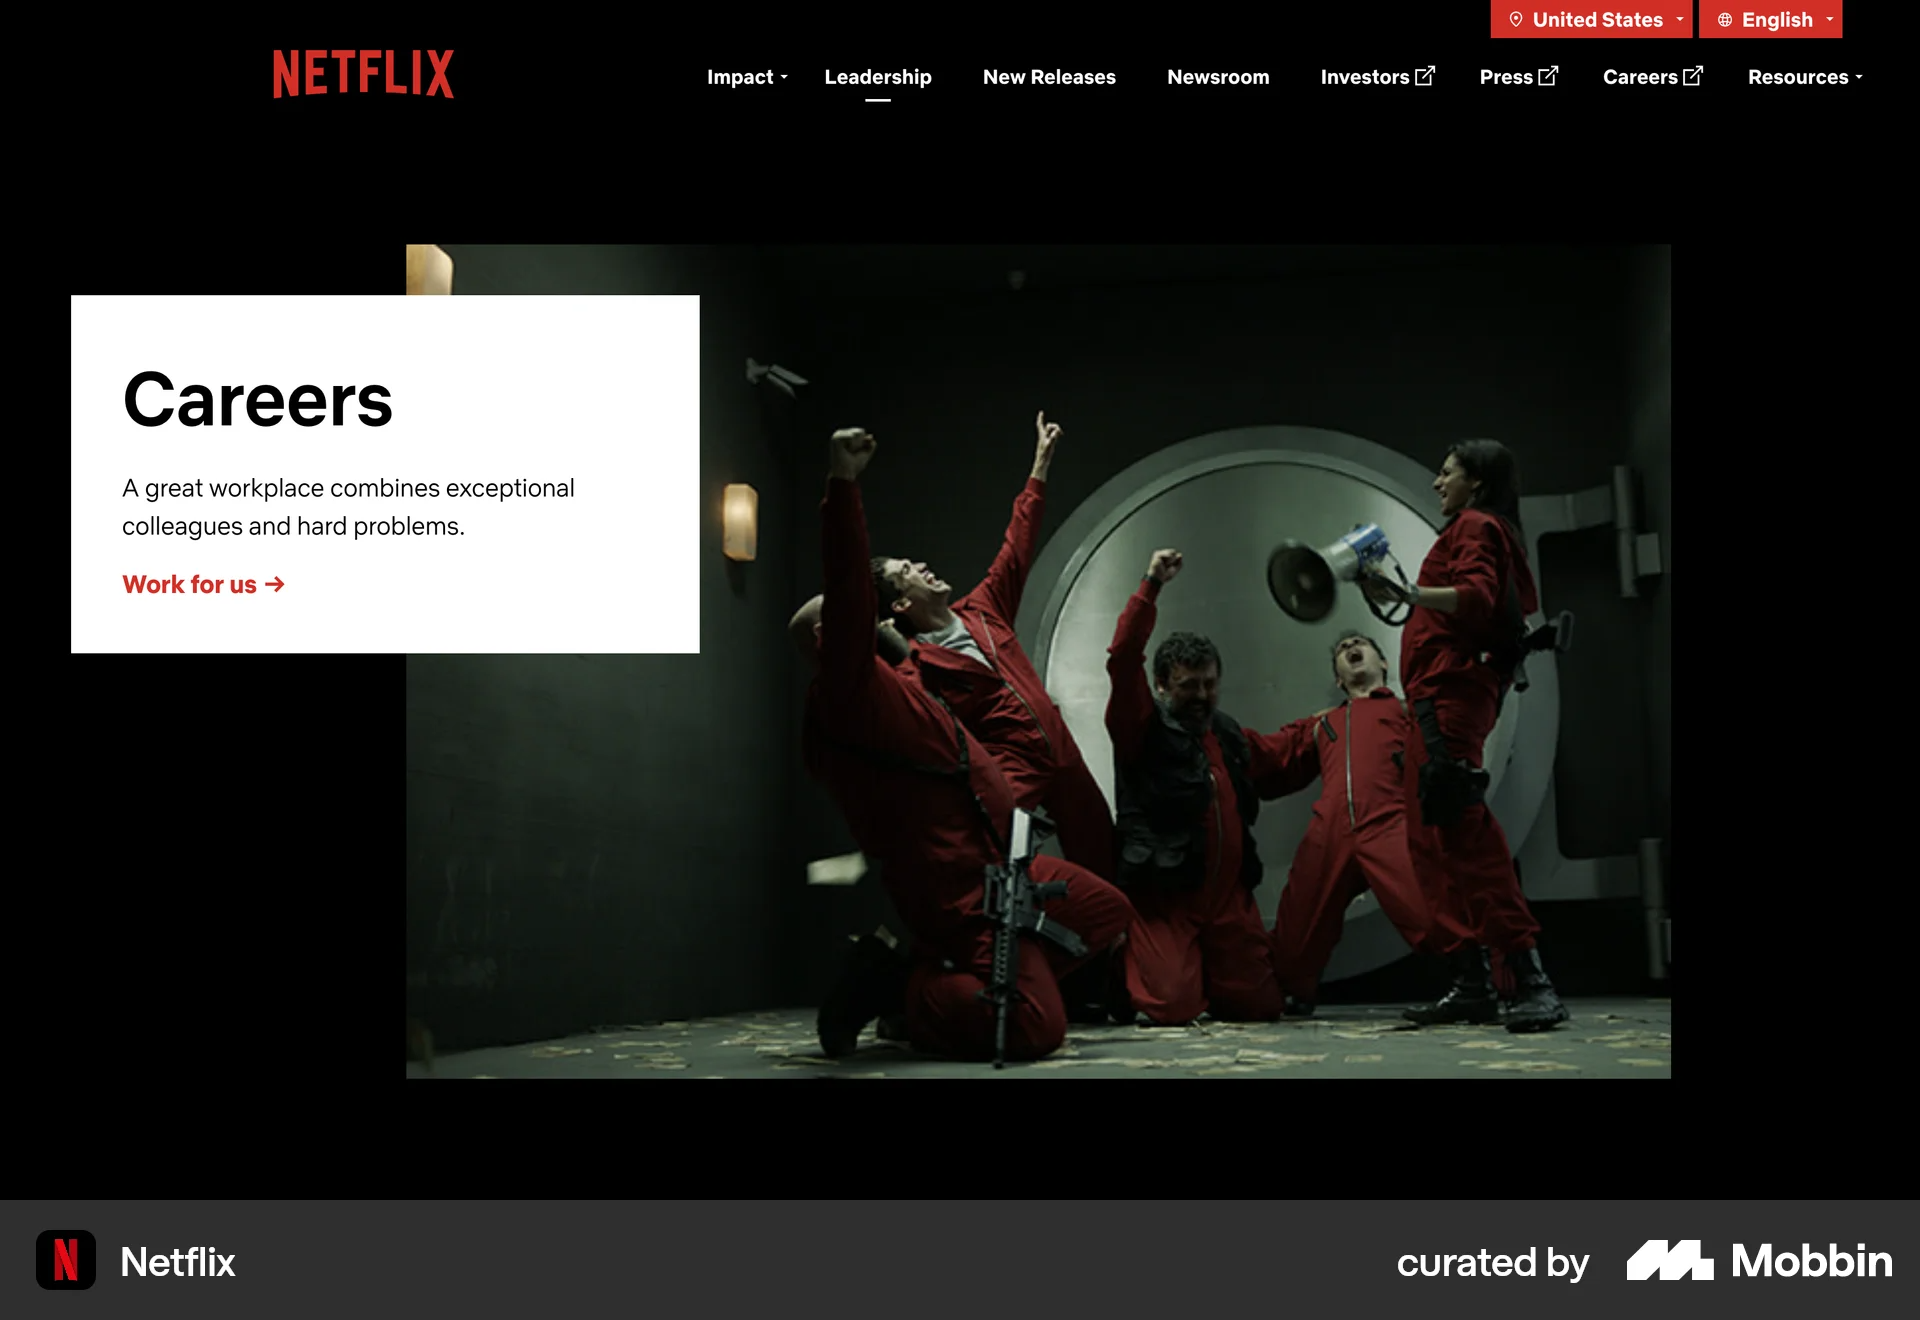 United States
English
NETFLIX
Impact
Leadership
New Releases
Newsroom
Investors
Press
Careers
Resources
Careers
A great workplace combines exceptional
colleagues and hard problems.
Work for us →
N
Netflix
curated by
Mobbin